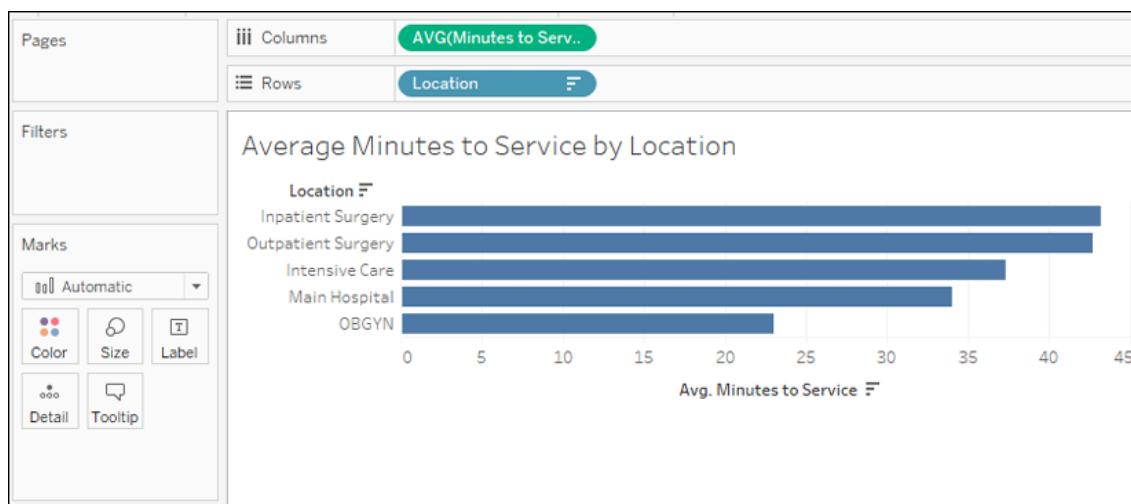 Pages
Columns
AVG(Minutes to Serv..
Rows
Location
Filters
Average Minutes to Service by Location
Location
Inpatient Surgery
Outpatient Surgery
Intensive Care
Main Hospital
OBGYN
0 5 10 15 20 25 30 35 40 45
Avg. Minutes to Service
Marks
Automatic
Color Size Label
T
Detail Tooltip